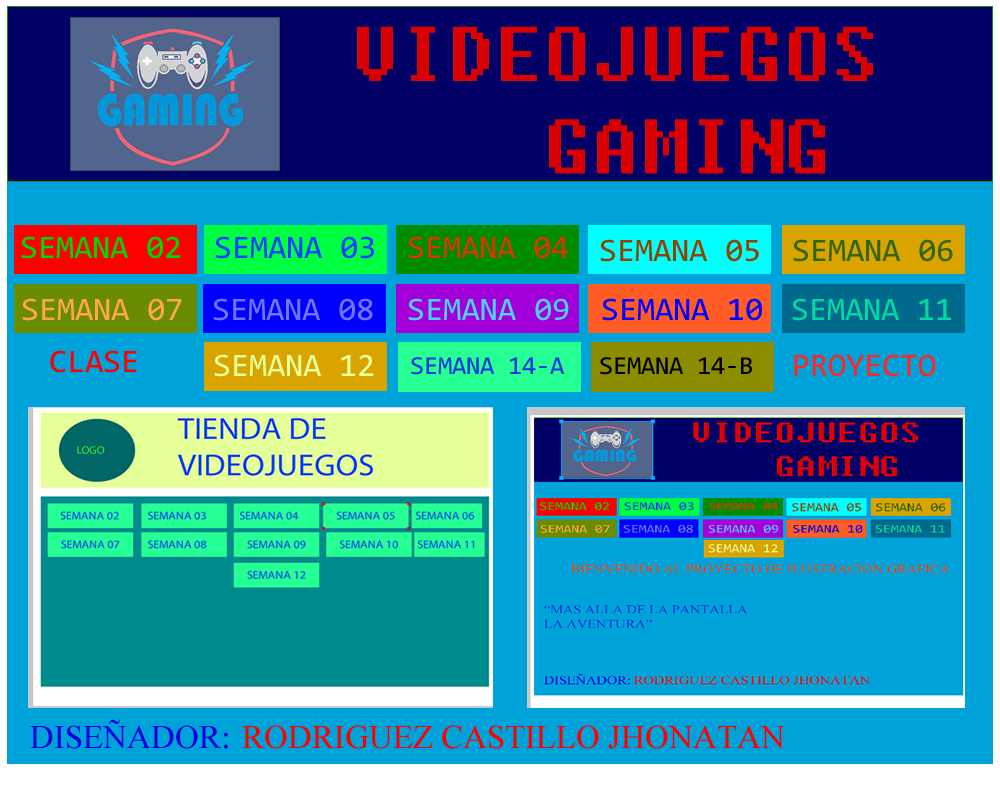 GAMING
VIDEOJUEGOS
GAMING
SEMANA 02 SEMANA 03 SEMANA 04 SEMANA 05 SEMANA 06
SEMANA 07 SEMANA 08 SEMANA 09 SEMANA 10 SEMANA 11
CLASE SEMANA 12 SEMANA 14-A SEMANA 14-B PROYECTO
LOGO
TIENDA DE
VIDEOJUEGOS
SEMANA 02 SEMANA 03 SEMANA 04 SEMANA 05 SEMANA 06
SEMANA 07 SEMANA 08 SEMANA 09 SEMANA 10 SEMANA 11
SEMANA 12
GAMING
VIDEOJUEGOS
GAMING
SEMANA 02 SEMANA 03 SEMANA 04 SEMANA 05 SEMANA 06
SEMANA 07 SEMANA 08 SEMANA 09 SEMANA 10 SEMANA 11
SEMANA 12
BIENVENIDO AL PROYECTO DE ILUSTRACION GRAFICA
“MAS ALLA DE LA PANTALLA
LA AVENTURA”
DISEÑADOR: RODRIGUEZ CASTILLO JHONATAN
DISEÑADOR: RODRIGUEZ CASTILLO JHONATAN